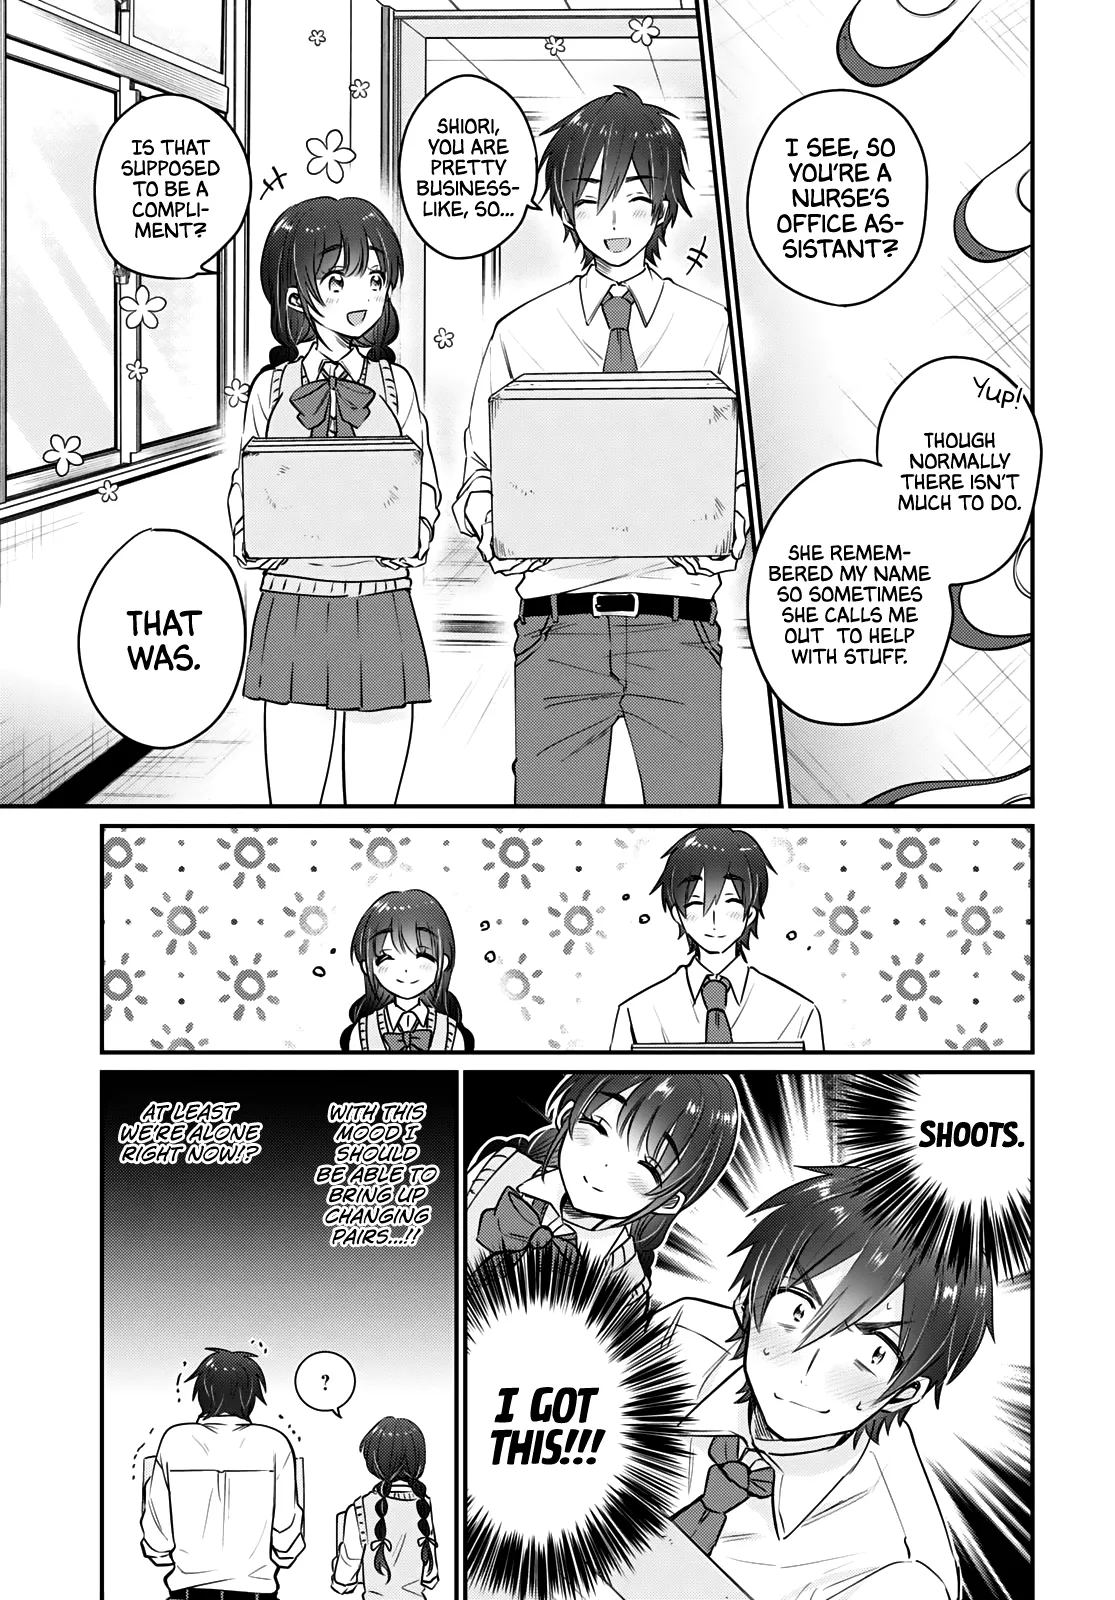 I SEE, SO
YOU'RE A
NURSE'S
OFFICE AS-
SISTANT?
Yup!
THOUGH
NORMALLY
THERE ISN'T
MUCH TO DO.
SHE REMEM-
BERED MY NAME
SO SOMETIMES
SHE CALLS ME
OUT TO HELP
WITH STUFF.
SHIORI,
YOU ARE
PRETTY
BUSINESS-
LIKE, SO...
IS THAT
SUPPOSED
TO BE A
COMPLI-
MENT?
THAT
WAS.
SHOOTS.
I GOT
THIS!!!
WITH THIS
MOOD I
SHOULD
BE ABLE TO
BRING UP
CHANGING
PAIRS...!!
AT LEAST
WE'RE ALONE
RIGHT NOW!?
?